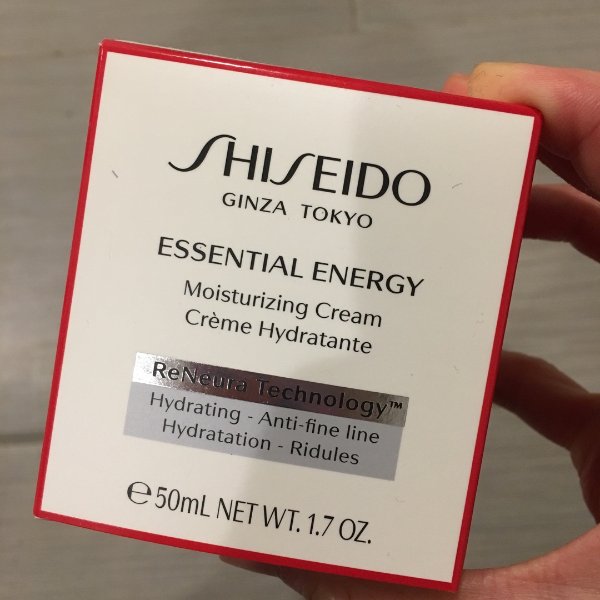 SHISEIDO
GINZA TOKYO
ESSENTIAL ENERGY
Moisturizing Cream
Crème Hydratante
ReNeura Technology™
Hydrating - Anti-fine line
Hydratation - Ridules
℮50mL NET WT. 1.7 OZ.